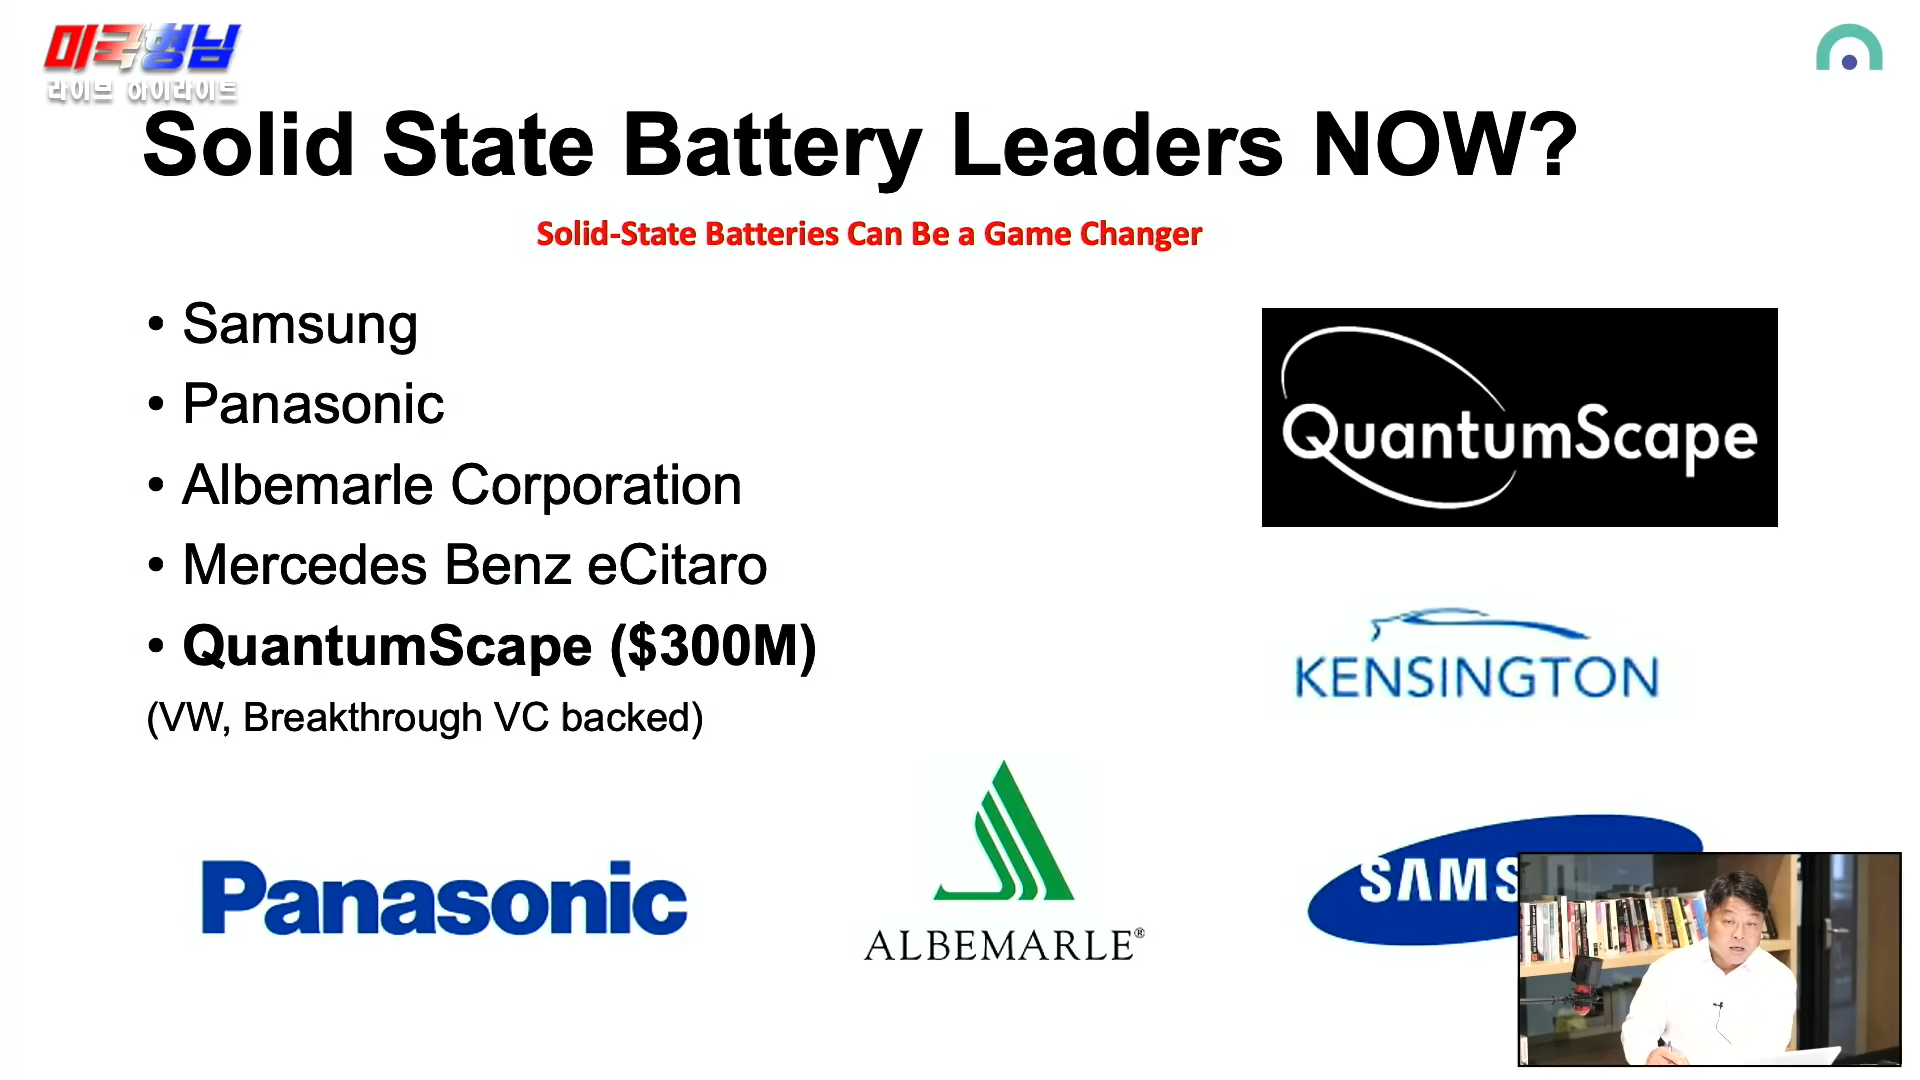 미국형님
라이브 하이라이트
Solid State Battery Leaders NOW?
Solid-State Batteries Can Be a Game Changer
• Samsung
• Panasonic
• Albemarle Corporation
• Mercedes Benz eCitaro
• QuantumScape ($300M)
(VW, Breakthrough VC backed)
QuantumScape
KENSINGTON
Panasonic
ALBEMARLE®
SAMS